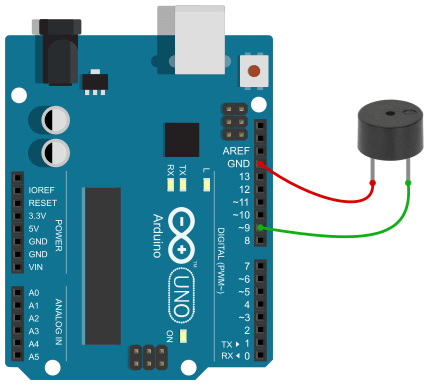 AREF
GND
13
12
~11
~10
~9
8
7
~6
~5
4
~3
2
TX ▸ 1
RX ◂ 0
DIGITAL (PWM~)
RX
TX
L
Arduino
™
UNO
ON
IOREF
RESET
3.3V
5V
GND
GND
VIN
POWER
A0
A1
A2
A3
A4
A5
ANALOG IN